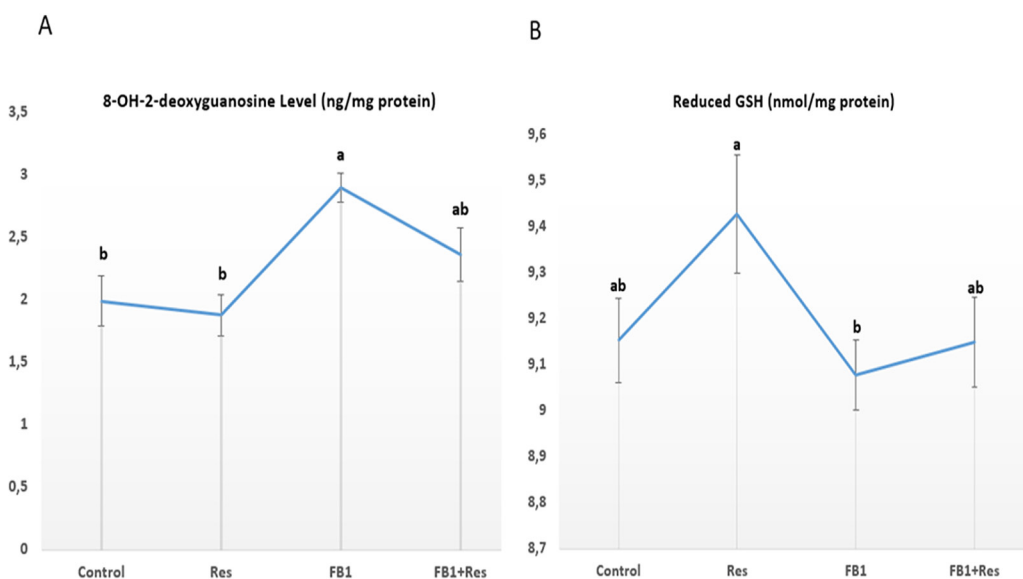 A
8-OH-2-deoxyguanosine Level (ng/mg protein)
3,5
3
2,5
2
1,5
1
0,5
0
b
b
a
ab
Control Res FB1 FB1+Res
B
Reduced GSH (nmol/mg protein)
9,6
9,5
9,4
9,3
9,2
9,1
9
8,9
8,8
8,7
ab
a
b
ab
Control Res FB1 FB1+Res